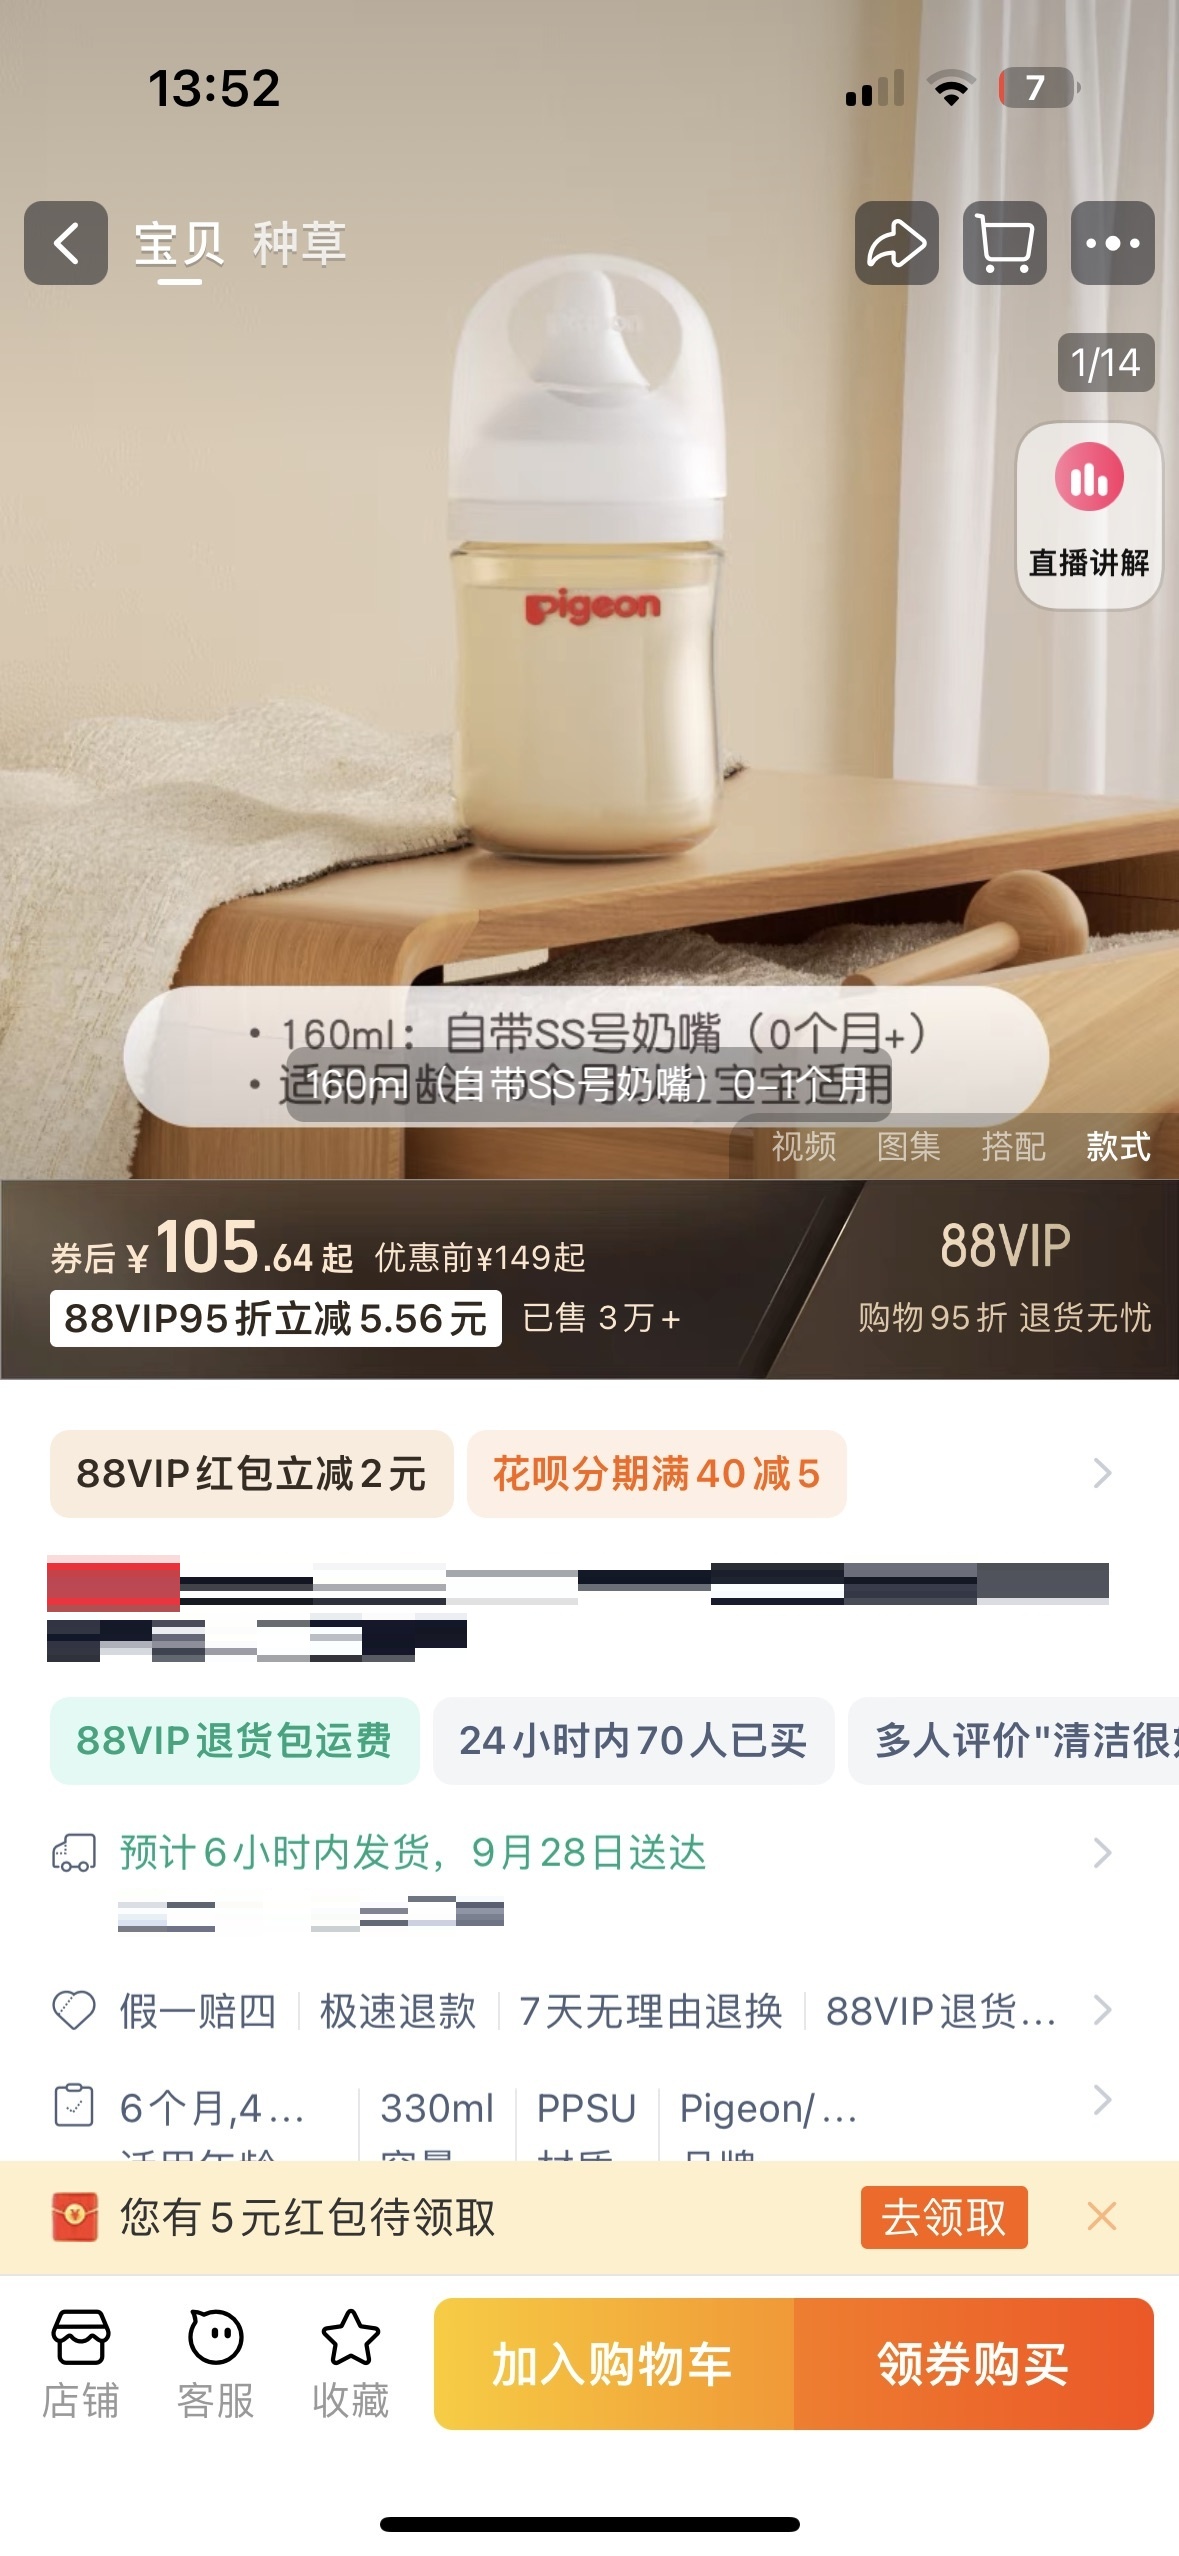 13:52
7
宝贝 种草
1/14
直播讲解
pigeon
• 160ml：自带SS号奶嘴（0个月+）
160ml（自带SS号奶嘴）0-1个月
视频 图集 搭配 款式
券后 ¥105.64起 优惠前¥149起
88VIP
88VIP95折立减5.56元 已售 3万+
购物95折 退货无忧
88VIP红包立减2元 花呗分期满40减5
88VIP退货包运费 24小时内70人已买 多人评价"清洁很
预计6小时内发货，9月28日送达
假一赔四 极速退款 7天无理由退换 88VIP退货...
6个月,4... 330ml PPSU Pigeon/...
您有5元红包待领取 去领取
店铺 客服 收藏 加入购物车 领券购买